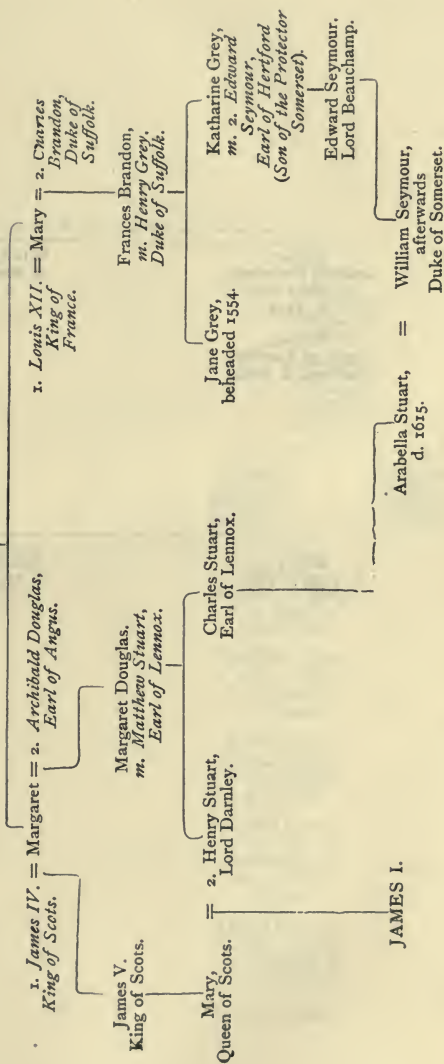 1. James IV. = Margaret = 2. Archibald Douglas,
King of Scots.
Earl of Angus.
1. Louis XII. = Mary = 2. Charles
King of
France.
Brandon,
Duke of
Suffolk.
James V.
King of Scots.
Margaret Douglas.
m. Matthew Stuart,
Earl of Lennox.
Frances Brandon,
m. Henry Grey.
Duke of Suffolk.
Mary,
Queen of Scots.
= 2. Henry Stuart,
Lord Darnley.
Charles Stuart,
Earl of Lennox.
Jane Grey,
beheaded 1554.
Katharine Grey,
m. 2. Edward
Seymour,
Earl of Hertford
(Son of the Protector
Somerset).
Edward Seymour,
Lord Beauchamp.
JAMES I.
Arabella Stuart,
d. 1615.
= William Seymour,
afterwards
Duke of Somerset.